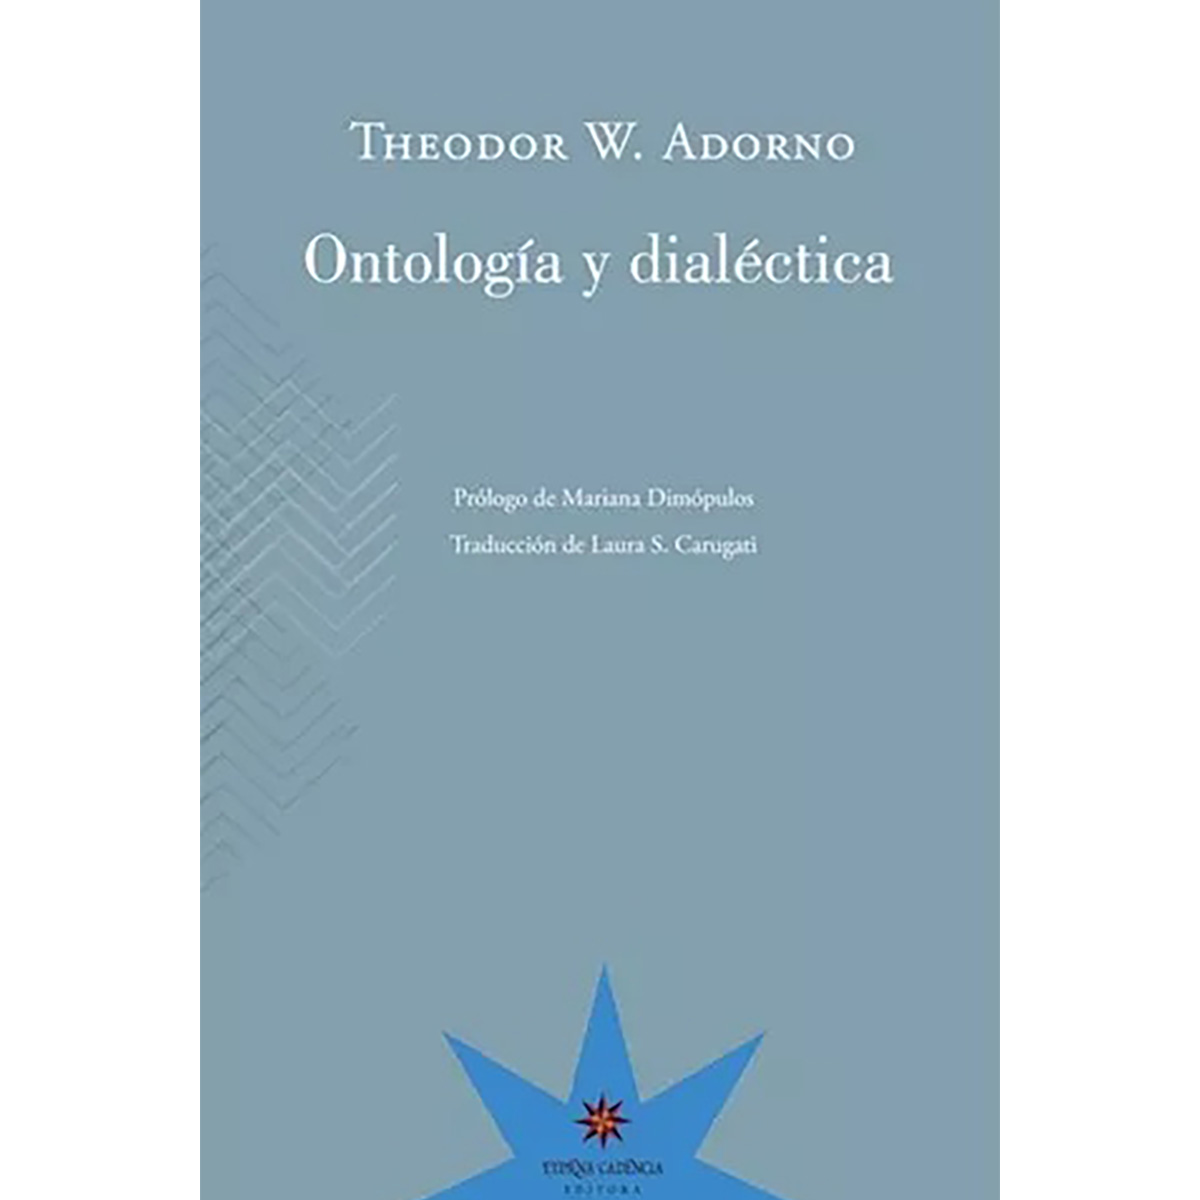 THEODOR W. ADORNO
Ontología y dialéctica
Prólogo de Mariana Dimópulos
Traducción de Laura S. Carugati
ETERNA CADENCIA
EDITORA